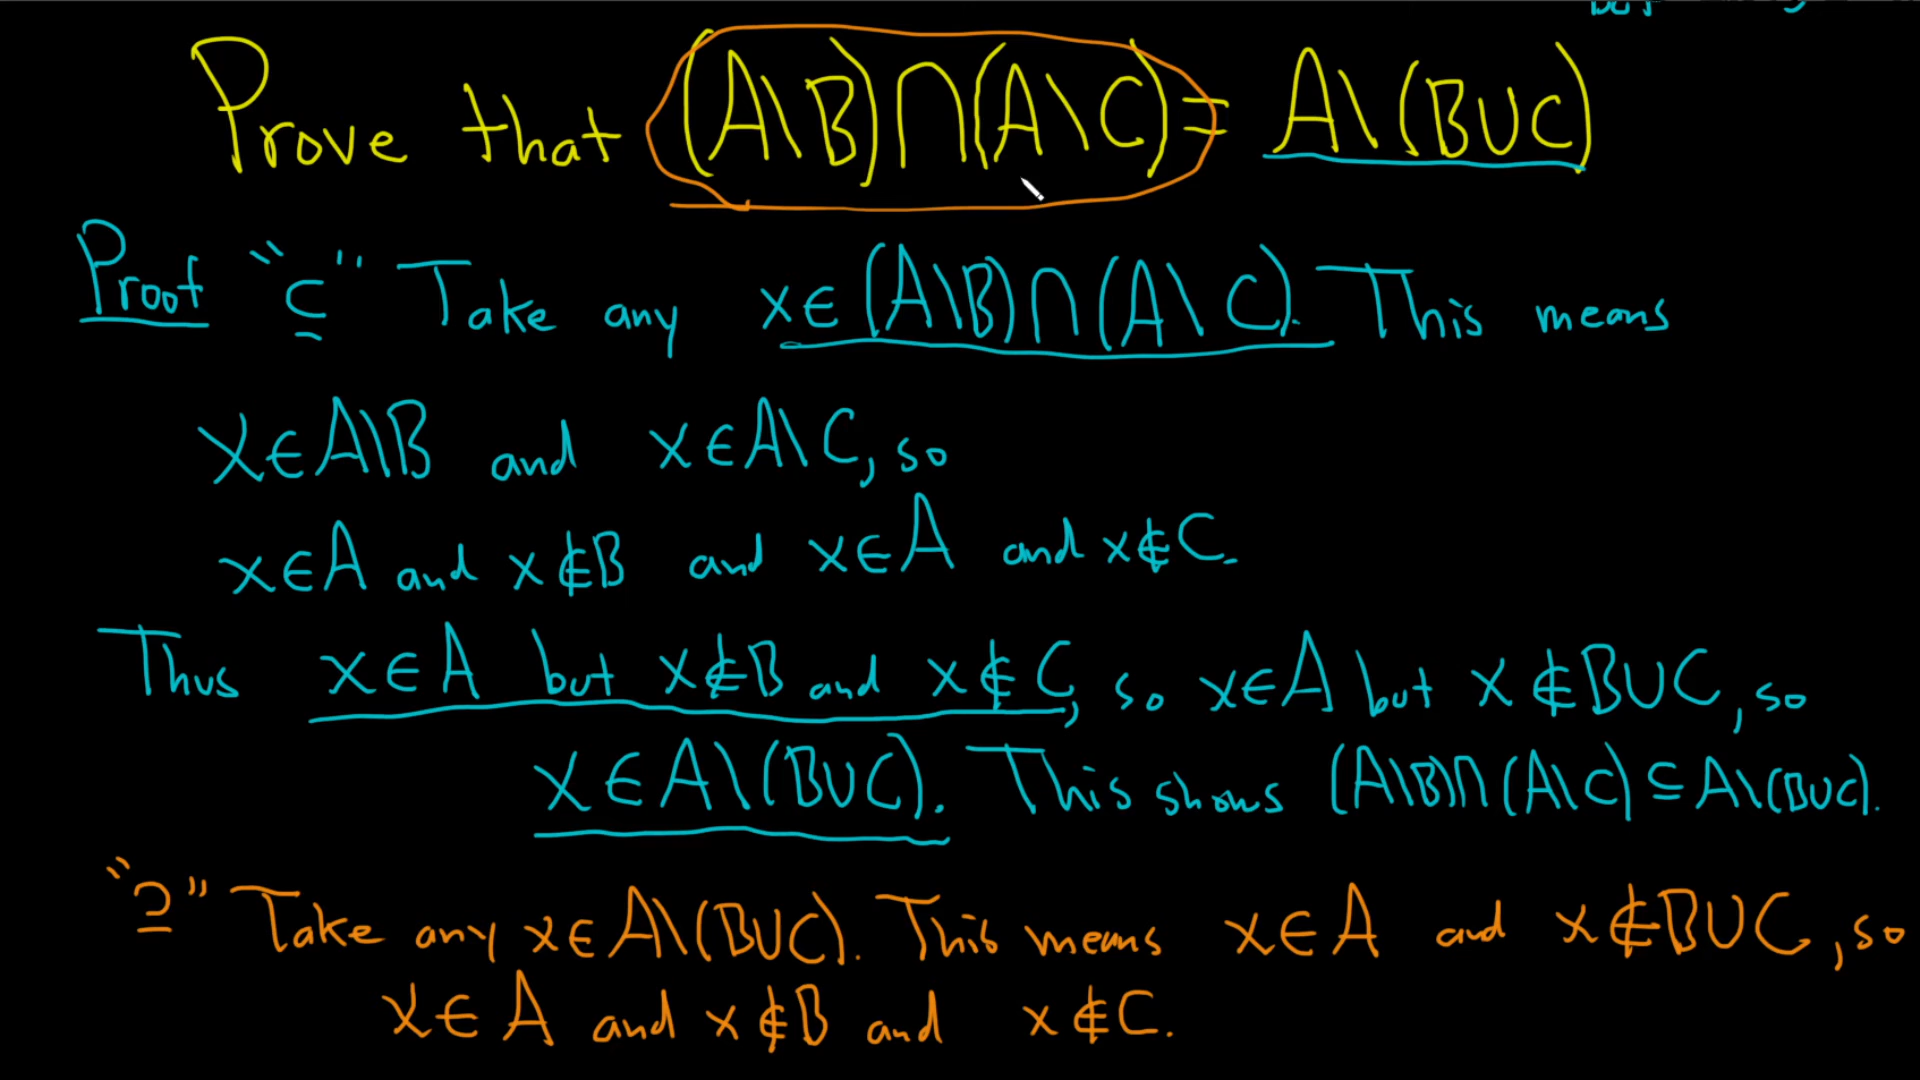 Prove that (A\B)∩(A\C) = A\(B∪C)
Proof "⊆" Take any x∈(A\B)∩(A\C). This means
x∈A\B and x∈A\C, so
x∈A and x∉B and x∈A and x∉C.
Thus x∈A but x∉B and x∉C, so x∈A but x∉B∪C, so
x∈A\(B∪C). This shows (A\B)∩(A\C)⊆A\(B∪C).
"⊇" Take any x∈A\(B∪C). This means x∈A and x∉B∪C, so
x∈A and x∉B and x∉C.